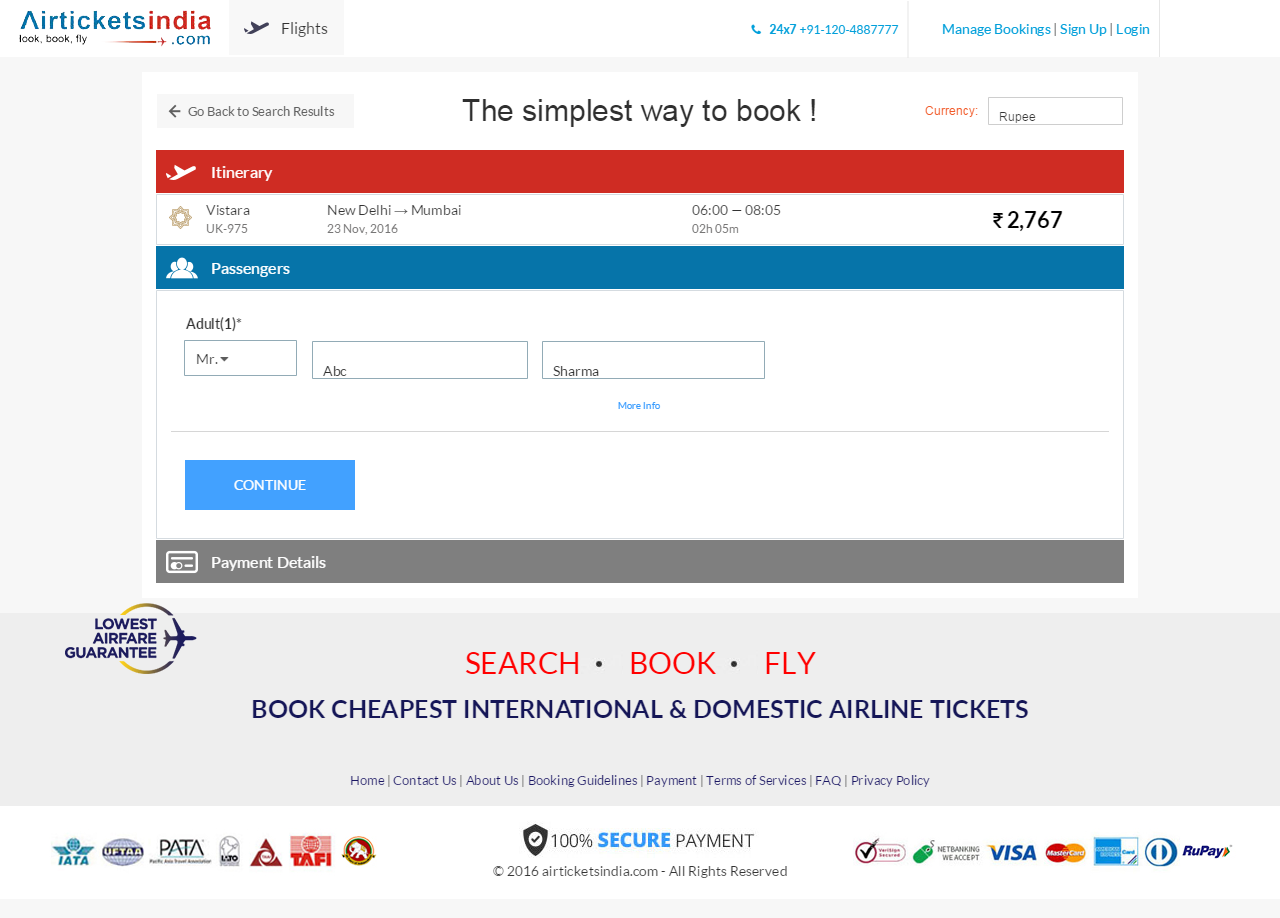 Airticketsindia
look, book, fly
.com
Flights
24x7 +91-120-4887777
Manage Bookings | Sign Up | Login
Go Back to Search Results
The simplest way to book !
Currency:
Rupee
Itinerary
Vistara
New Delhi → Mumbai
06:00 — 08:05
UK-975
23 Nov, 2016
02h 05m
₹ 2,767
Passengers
Adult(1)*
Mr.
Abc
Sharma
More Info
CONTINUE
Payment Details
LOWEST
AIRFARE
GUARANTEE
SEARCH • BOOK • FLY
BOOK CHEAPEST INTERNATIONAL & DOMESTIC AIRLINE TICKETS
Home | Contact Us | About Us | Booking Guidelines | Payment | Terms of Services | FAQ | Privacy Policy
IATA
UFTAA
PATA
Pacific Asia Travel Association
TAFI
100% SECURE PAYMENT
© 2016 airticketsindia.com - All Rights Reserved
VeriSign
Secured
NETBANKING
WE ACCEPT
VISA
MasterCard
AMERICAN EXPRESS
RuPay